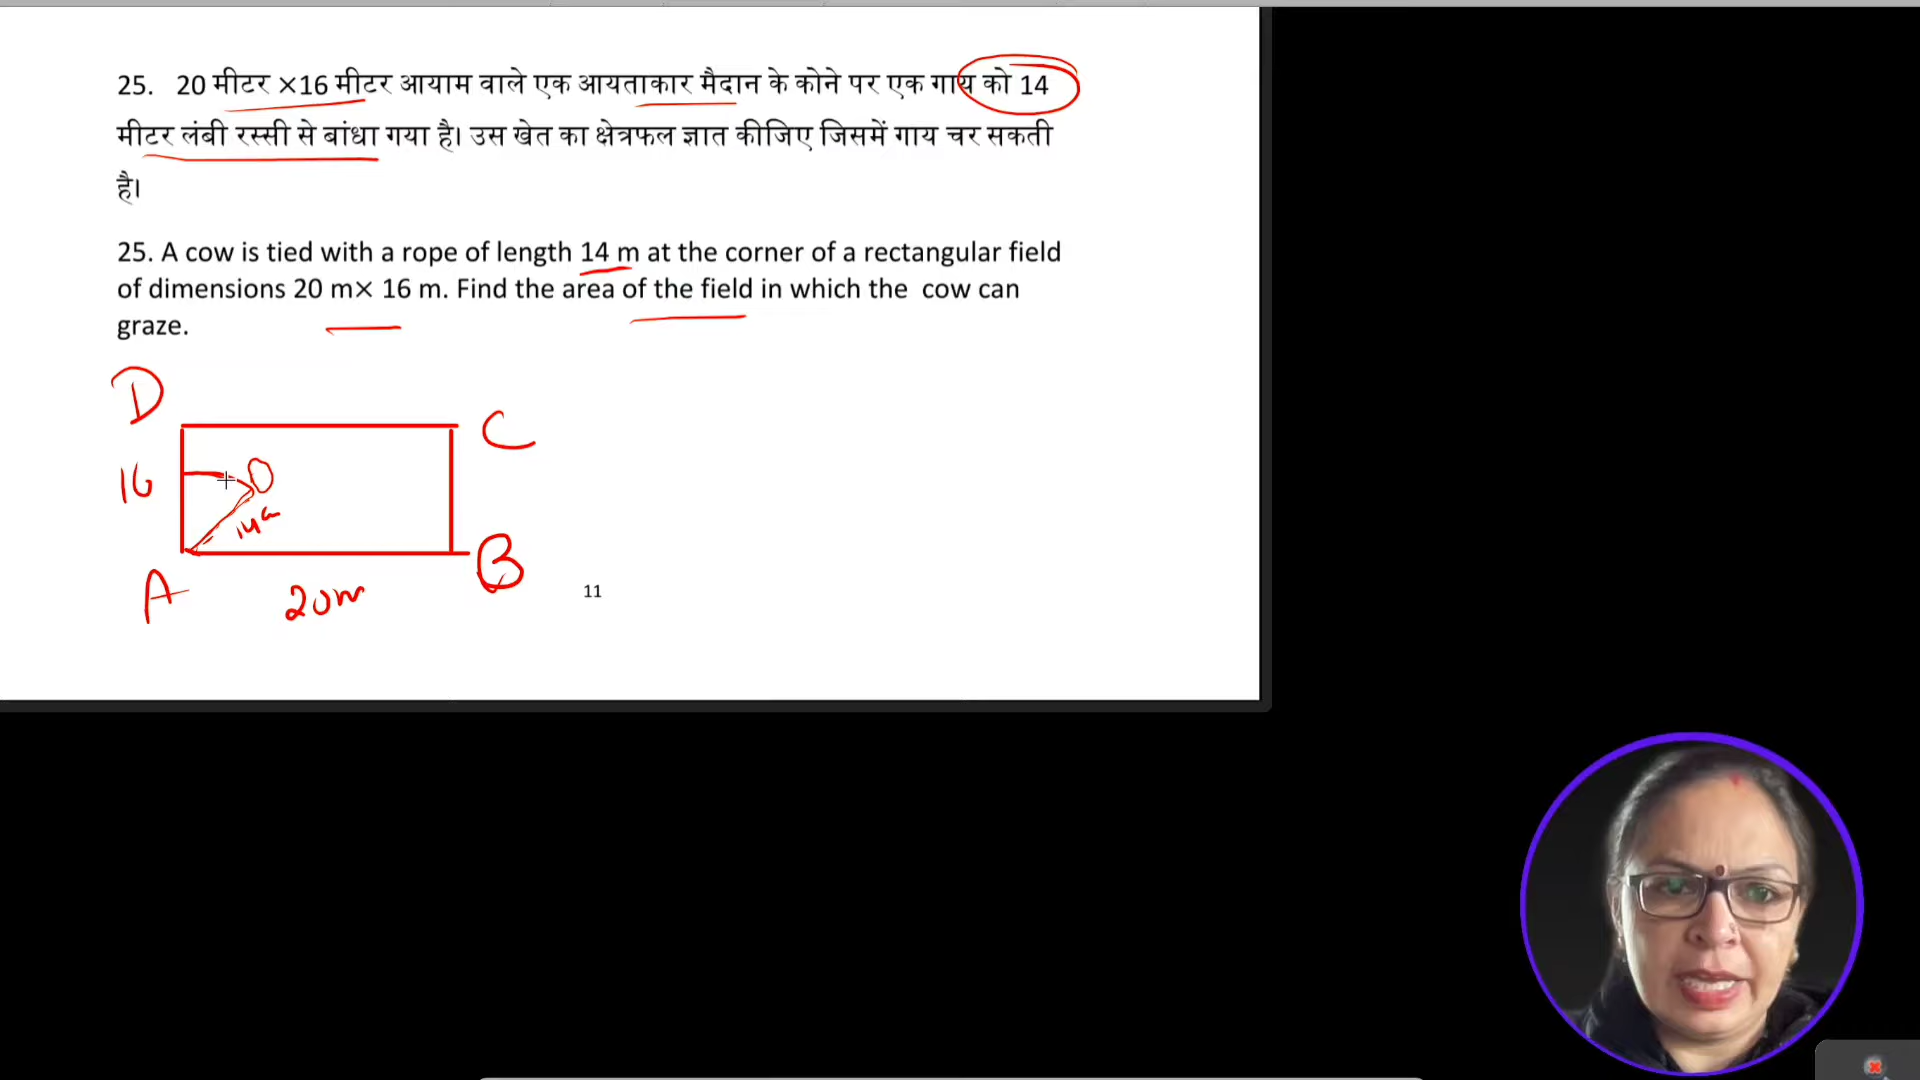 25. 20 मीटर ×16 मीटर आयाम वाले एक आयताकार मैदान के कोने पर एक गाय को 14
मीटर लंबी रस्सी से बांधा गया है। उस खेत का क्षेत्रफल ज्ञात कीजिए जिसमें गाय चर सकती
है।
25. A cow is tied with a rope of length 14 m at the corner of a rectangular field
of dimensions 20 m× 16 m. Find the area of the field in which the cow can
graze.
D
C
16
14
A
B
20m
11